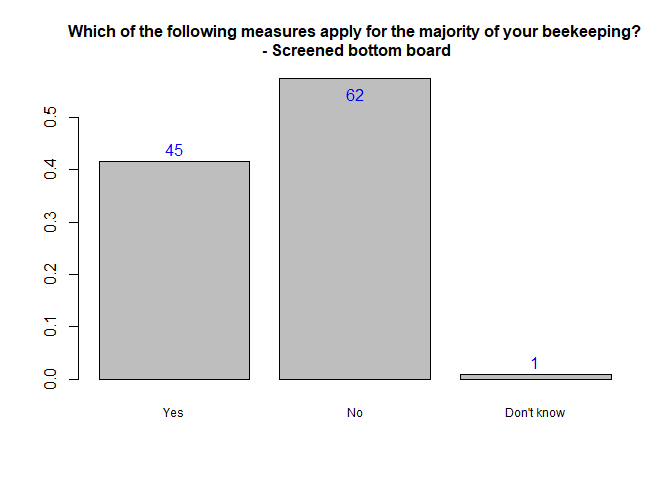 Which of the following measures apply for the majority of your beekeeping?
- Screened bottom board
0.5
0.4
0.3
0.2
0.1
0.0
45
62
1
Yes
No
Don't know